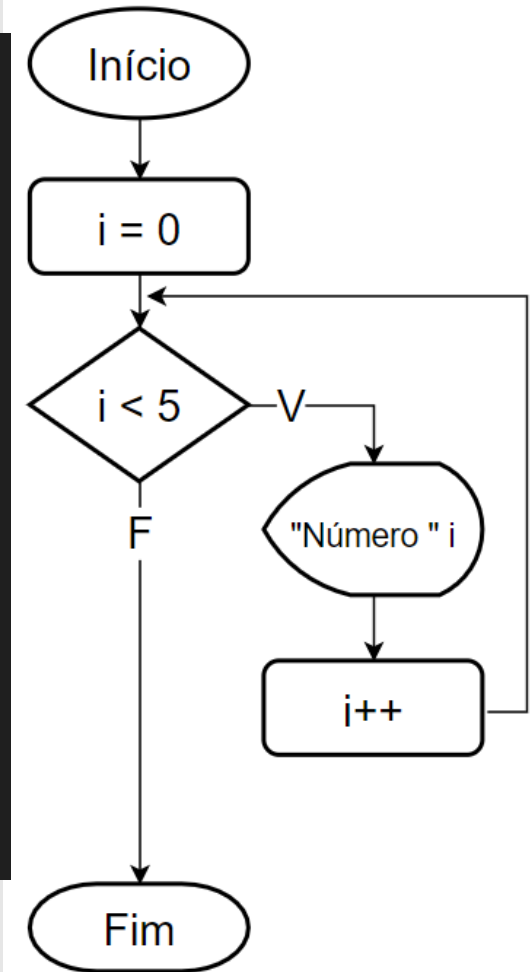 Início
i = 0
i < 5
V
F
"Número " i
i++
Fim